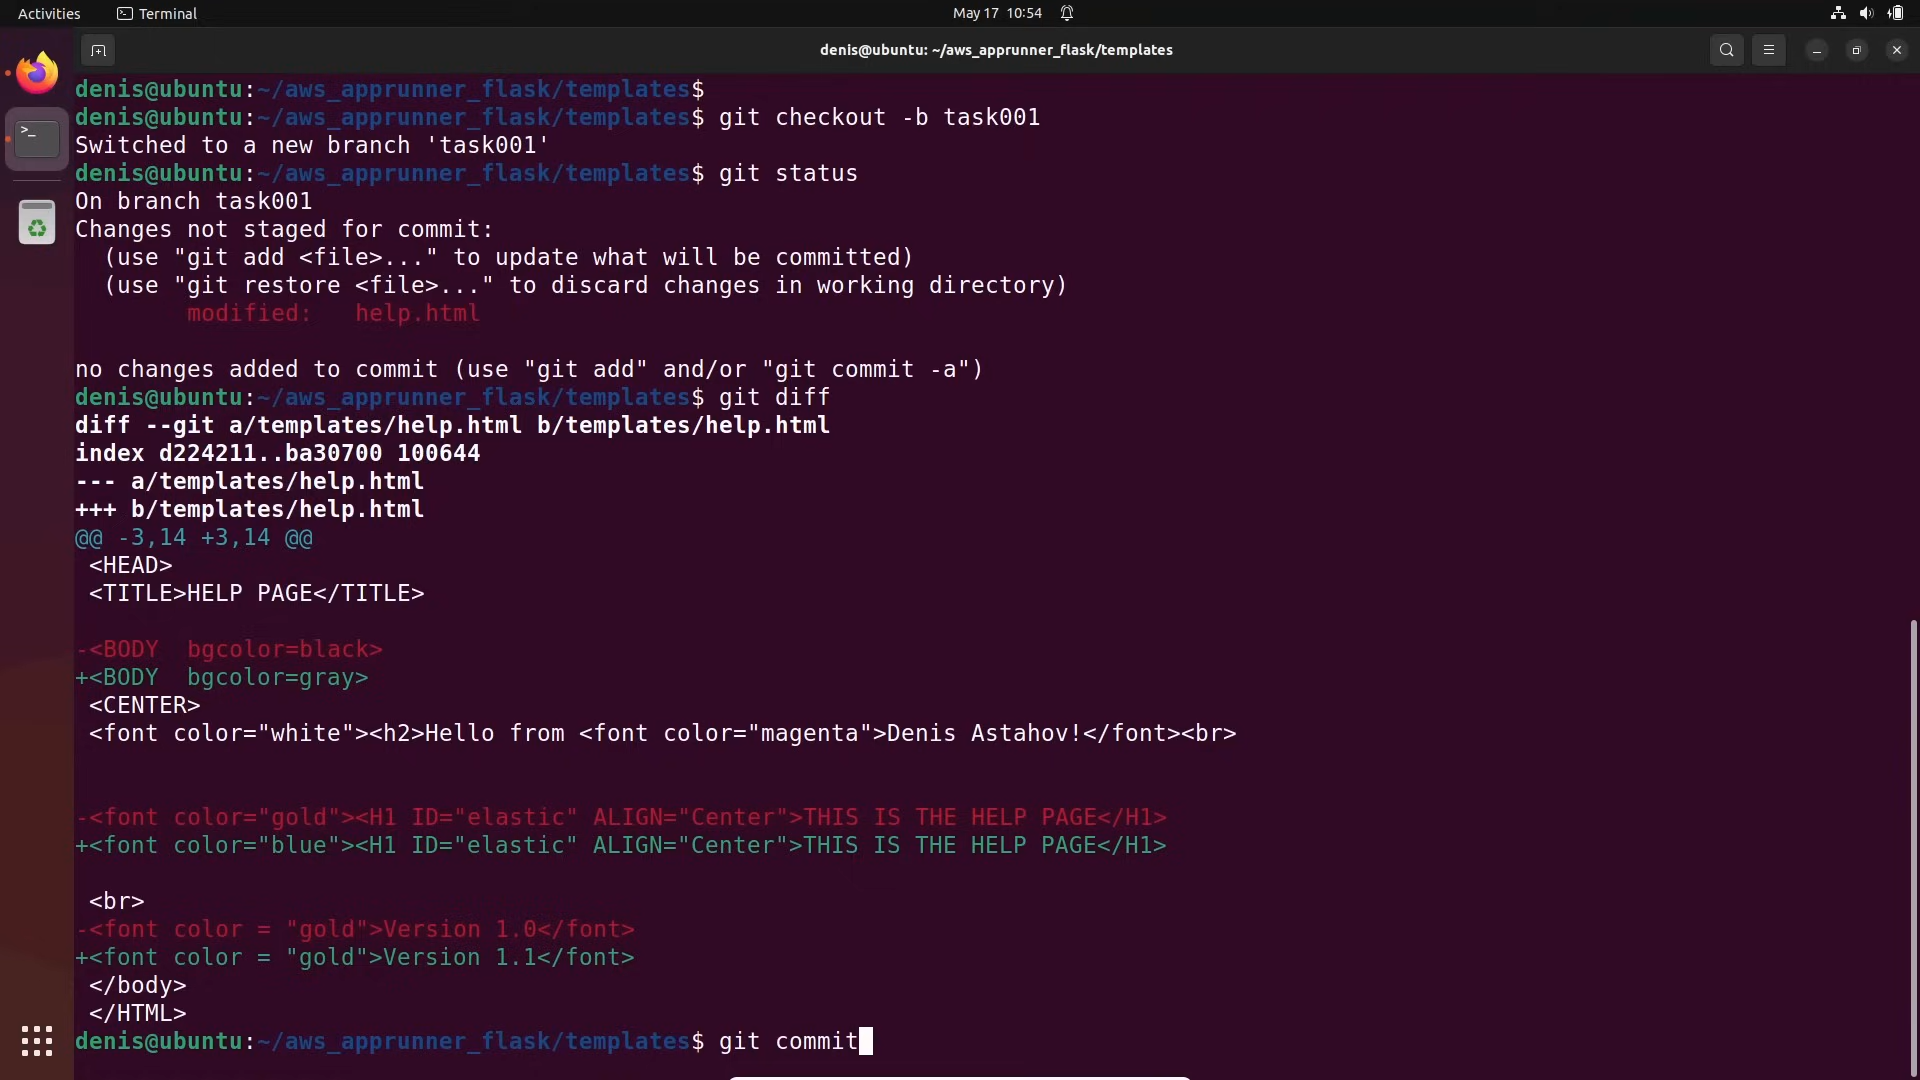 Activities
Terminal
May 17 10:54
denis@ubuntu: ~/aws_apprunner_flask/templates
denis@ubuntu:~/aws_apprunner_flask/templates$
denis@ubuntu:~/aws_apprunner_flask/templates$ git checkout -b task001
Switched to a new branch 'task001'
denis@ubuntu:~/aws_apprunner_flask/templates$ git status
On branch task001
Changes not staged for commit:
  (use "git add <file>..." to update what will be committed)
  (use "git restore <file>..." to discard changes in working directory)
        modified:   help.html
no changes added to commit (use "git add" and/or "git commit -a")
denis@ubuntu:~/aws_apprunner_flask/templates$ git diff
diff --git a/templates/help.html b/templates/help.html
index d224211..ba30700 100644
--- a/templates/help.html
+++ b/templates/help.html
@@ -3,14 +3,14 @@
 <HEAD>
 <TITLE>HELP PAGE</TITLE>
-<BODY  bgcolor=black>
+<BODY  bgcolor=gray>
 <CENTER>
 <font color="white"><h2>Hello from <font color="magenta">Denis Astahov!</font><br>
-<font color="gold"><H1 ID="elastic" ALIGN="Center">THIS IS THE HELP PAGE</H1>
+<font color="blue"><H1 ID="elastic" ALIGN="Center">THIS IS THE HELP PAGE</H1>
 <br>
-<font color = "gold">Version 1.0</font>
+<font color = "gold">Version 1.1</font>
 </body>
 </HTML>
denis@ubuntu:~/aws_apprunner_flask/templates$ git commit